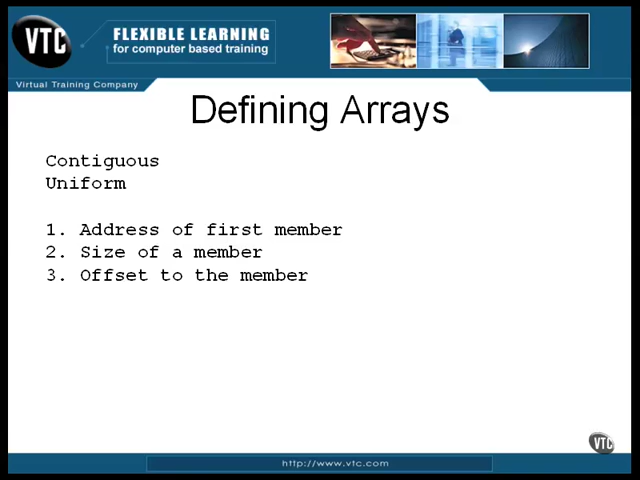 VTC
FLEXIBLE LEARNING
for computer based training
Virtual Training Company
Defining Arrays
Contiguous
Uniform
1. Address of first member
2. Size of a member
3. Offset to the member
VTC
http://www.vtc.com